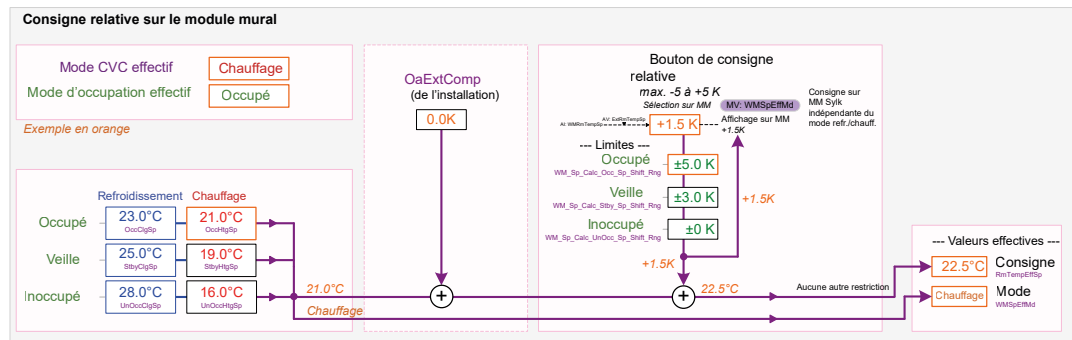 Consigne relative sur le module mural
Mode CVC effectif
Chauffage
Mode d'occupation effectif
Occupé
Exemple en orange
OaExtComp
(de l'installation)
0.0K
Bouton de consigne
relative
max. -5 à +5 K
Sélection sur MM
MV: WMSpEffMd
Consigne sur
MM Sylk
indépendante du
mode refr./chauff.
AI: WMRmTempSp
AV: ExtRmTempSp
+1.5 K
Affichage sur MM
+1.5K
--- Limites ---
Occupé
WM_Sp_Calc_Occ_Sp_Shift_Rng
±5.0 K
Veille
WM_Sp_Calc_Stby_Sp_Shift_Rng
±3.0 K
Inoccupé
WM_Sp_Calc_UnOcc_Sp_Shift_Rng
±0 K
+1.5K
+1.5K
Refroidissement
Chauffage
Occupé
23.0°C
OccClgSp
21.0°C
OccHtgSp
Veille
25.0°C
StbyClgSp
19.0°C
StbyHtgSp
Inoccupé
28.0°C
UnOccClgSp
16.0°C
UnOccHtgSp
21.0°C
Chauffage
+
+
22.5°C
Aucune autre restriction
--- Valeurs effectives ---
22.5°C
Consigne
RmTempEffSp
Chauffage
Mode
WMSpEffMd